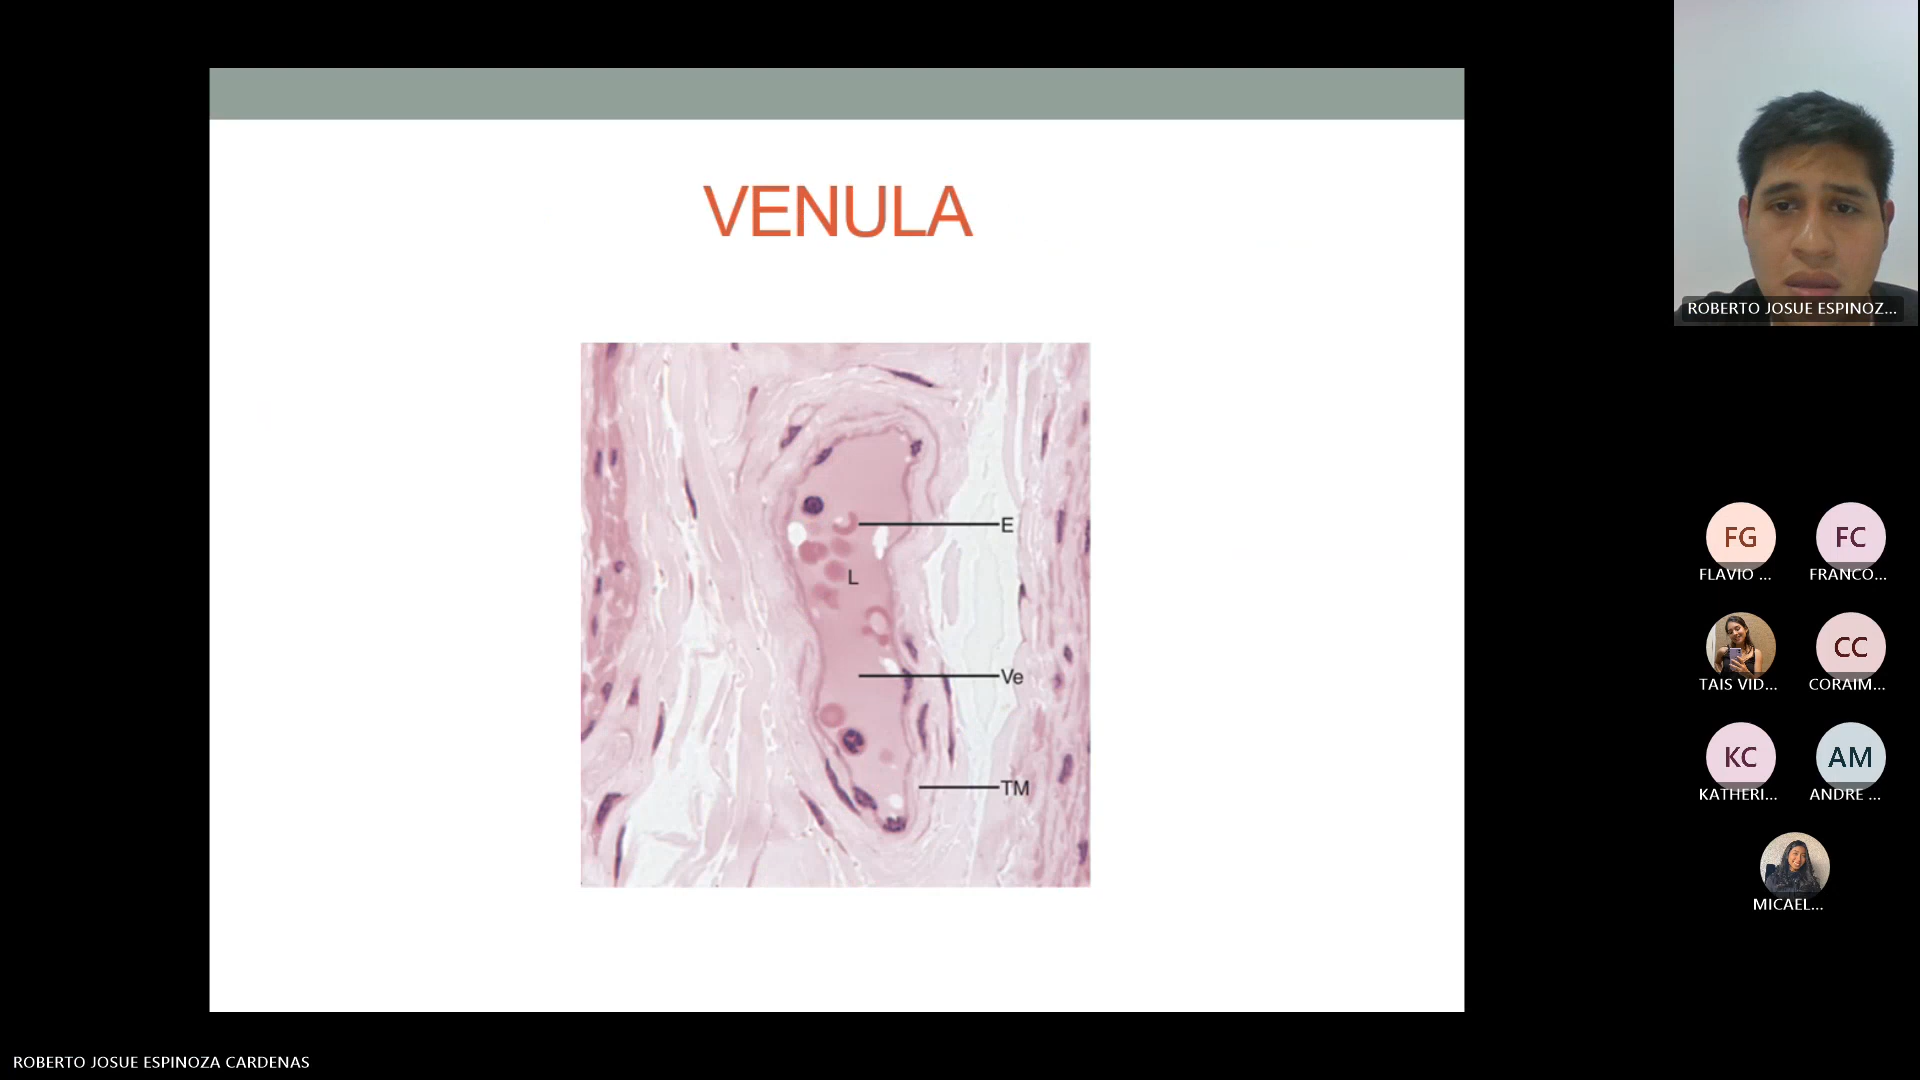 VENULA
E
L
Ve
TM
ROBERTO JOSUE ESPINOZ...
FG
FC
FLAVIO ...
FRANCO...
CC
TAIS VID...
CORAIM...
KC
AM
KATHERI...
ANDRE ...
MICAEL...
ROBERTO JOSUE ESPINOZA CARDENAS